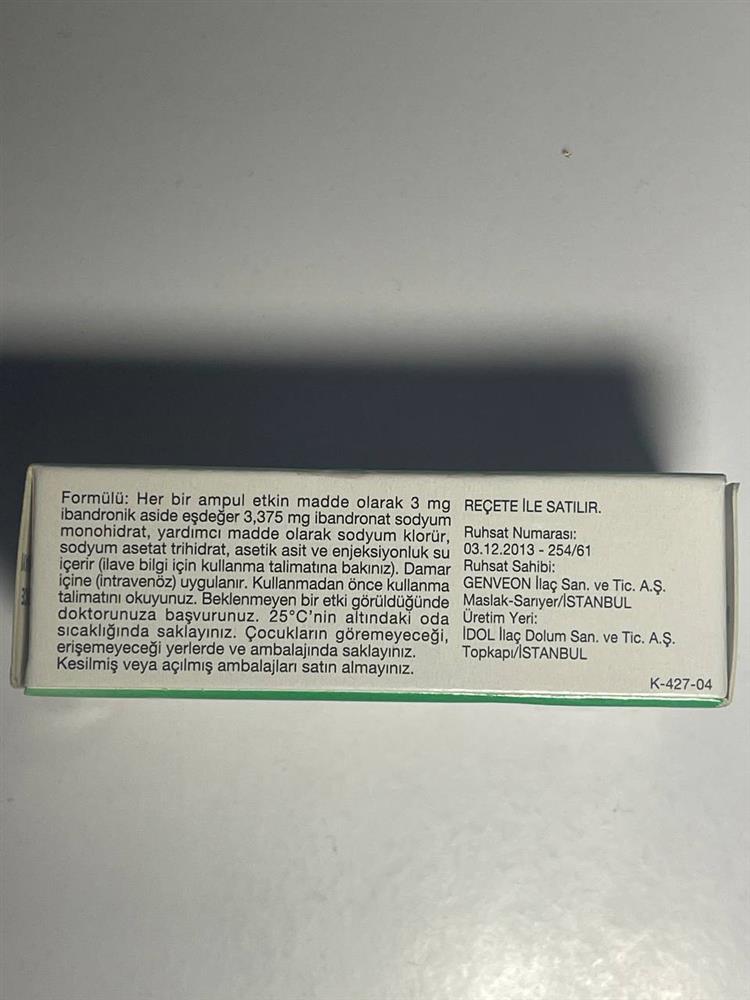 Formülü: Her bir ampul etkin madde olarak 3 mg
ibandronik aside eşdeğer 3,375 mg ibandronat sodyum
monohidrat, yardımcı madde olarak sodyum klorür,
sodyum asetat trihidrat, asetik asit ve enjeksiyonluk su
içerir (ilave bilgi için kullanma talimatına bakınız). Damar
içine (intravenöz) uygulanır. Kullanmadan önce kullanma
talimatını okuyunuz. Beklenmeyen bir etki görüldüğünde
doktorunuza başvurunuz. 25°C'nin altındaki oda
sıcaklığında saklayınız. Çocukların göremeyeceği,
erişemeyeceği yerlerde ve ambalajında saklayınız.
Kesilmiş veya açılmış ambalajları satın almayınız.
REÇETE İLE SATILIR.
Ruhsat Numarası:
03.12.2013 - 254/61
Ruhsat Sahibi:
GENVEON İlaç San. ve Tic. A.Ş.
Maslak-Sarıyer/İSTANBUL
Üretim Yeri:
İDOL İlaç Dolum San. ve Tic. A.Ş.
Topkapı/İSTANBUL
K-427-04